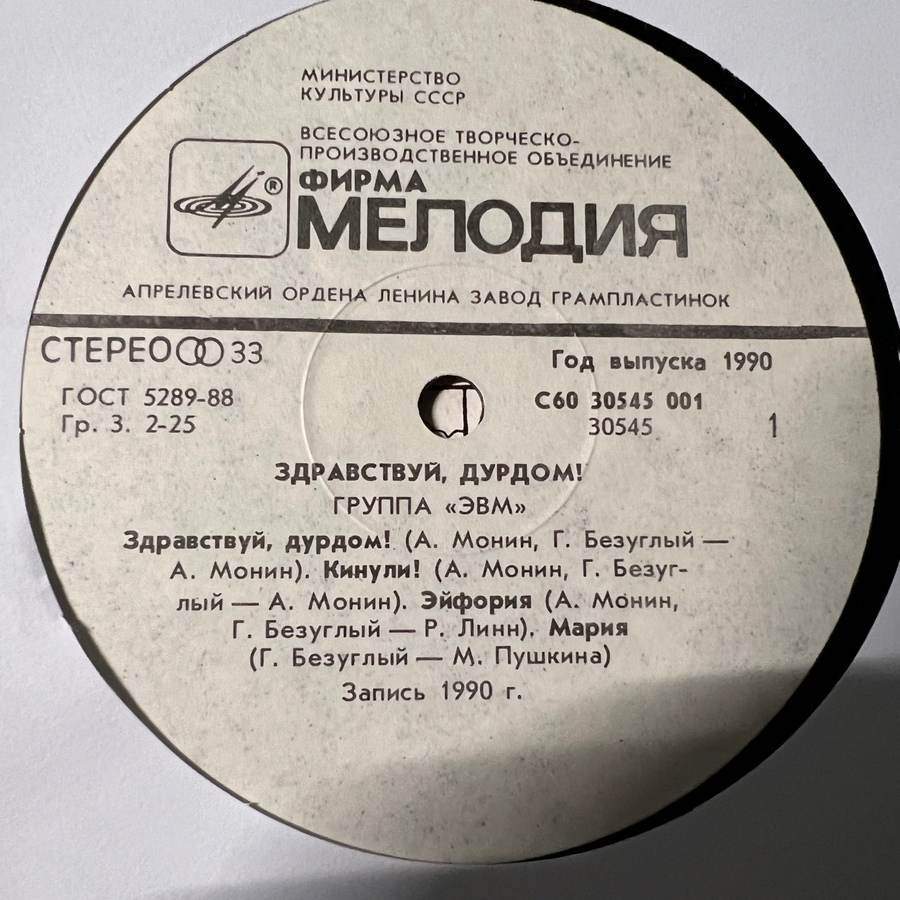 МИНИСТЕРСТВО
КУЛЬТУРЫ СССР
ВСЕСОЮЗНОЕ ТВОРЧЕСКО-
ПРОИЗВОДСТВЕННОЕ ОБЪЕДИНЕНИЕ
®
ФИРМА
МЕЛОДИЯ
АПРЕЛЕВСКИЙ ОРДЕНА ЛЕНИНА ЗАВОД ГРАМПЛАСТИНОК
СТЕРЕО 33
Год выпуска 1990
ГОСТ 5289-88
С60 30545 001
Гр. 3. 2-25
30545
1
ЗДРАВСТВУЙ, ДУРДОМ!
ГРУППА «ЭВМ»
Здравствуй, дурдом! (А. Монин, Г. Безуглый —
А. Монин). Кинули! (А. Монин, Г. Безуг-
лый — А. Монин). Эйфория (А. Монин,
Г. Безуглый — Р. Линн). Мария
(Г. Безуглый — М. Пушкина)
Запись 1990 г.